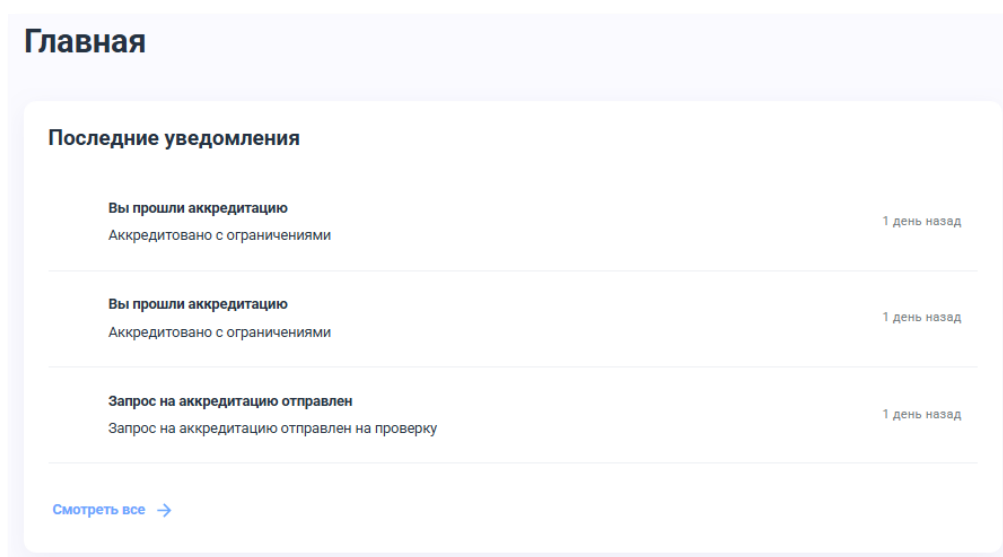 Главная
Последние уведомления
Вы прошли аккредитацию
Аккредитовано с ограничениями
1 день назад
Вы прошли аккредитацию
Аккредитовано с ограничениями
1 день назад
Запрос на аккредитацию отправлен
Запрос на аккредитацию отправлен на проверку
1 день назад
Смотреть все →